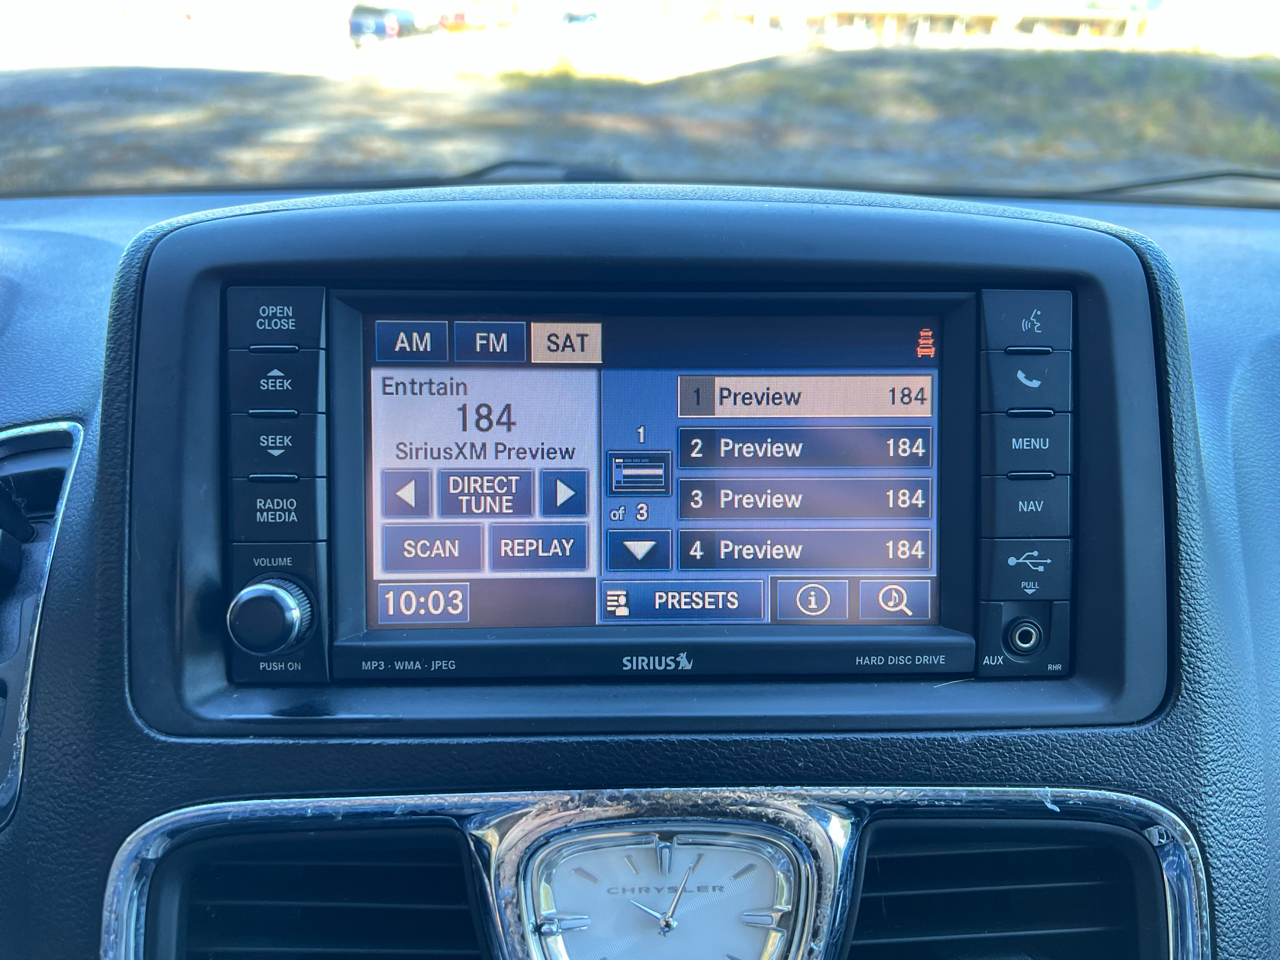 OPEN
CLOSE
SEEK
SEEK
RADIO
MEDIA
VOLUME
PUSH ON
AM FM SAT
Entrtain
184
SiriusXM Preview
DIRECT
TUNE
SCAN REPLAY
10:03
1
of 3
1 Preview 184
2 Preview 184
3 Preview 184
4 Preview 184
PRESETS
i
MP3 · WMA · JPEG
SIRIUS
HARD DISC DRIVE
MENU
NAV
PULL
AUX
RHR
CHRYSLER